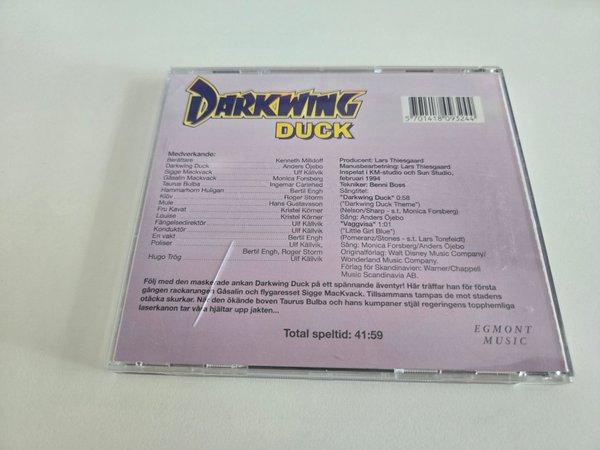 DARKWING
DUCK
5 701418 093244
Medverkande:
Berättare Kenneth Milldoff
Darkwing Duck Anders Öjebo
Sigge Mackvack Ulf Källvik
Gåsalin Mackvack Monica Forsberg
Taurus Bulba Ingemar Carlehed
Hammarhorn Huligan Bertil Engh
Klöv Roger Storm
Mule Hans Gustavsson
Fru Kavat Kristel Körner
Louise Kristel Körner
Fängelsedirektör Ulf Källvik
Konduktör Ulf Källvik
En vakt Bertil Engh
Poliser Ulf Källvik,
Bertil Engh, Roger Storm
Hugo Trög Ulf Källvik
Producent: Lars Thiesgaard
Manusbearbetning: Lars Thiesgaard
Inspelat i KM-studio och Sun Studio,
februari 1994
Tekniker: Benni Boss
Sångtitel:
"Darkwing Duck" 0:58
("Darkwing Duck Theme")
(Nelson/Sharp - s.t. Monica Forsberg)
Sång: Anders Öjebo
"Vaggvisa" 1:01
("Little Girl Blue")
(Pomeranz/Stones - s.t. Lars Torefeldt)
Sång: Monica Forsberg/Anders Öjebo
Originalförlag: Walt Disney Music Company/
Wonderland Music Company.
Förlag för Skandinavien: Warner/Chappell
Music Scandinavia AB.
Följ med den maskerade ankan Darkwing Duck på ett spännande äventyr! Här träffar han för första
gången rackarungen Gåsalin och flygaresset Sigge MacKvack. Tillsammans tampas de mot stadens
otäcka skurkar. När den ökände boven Taurus Bulba och hans kumpaner stjäl regeringens topphemliga
laserkanon tar våra hjältar upp jakten...
Total speltid: 41:59
EGMONT
MUSIC